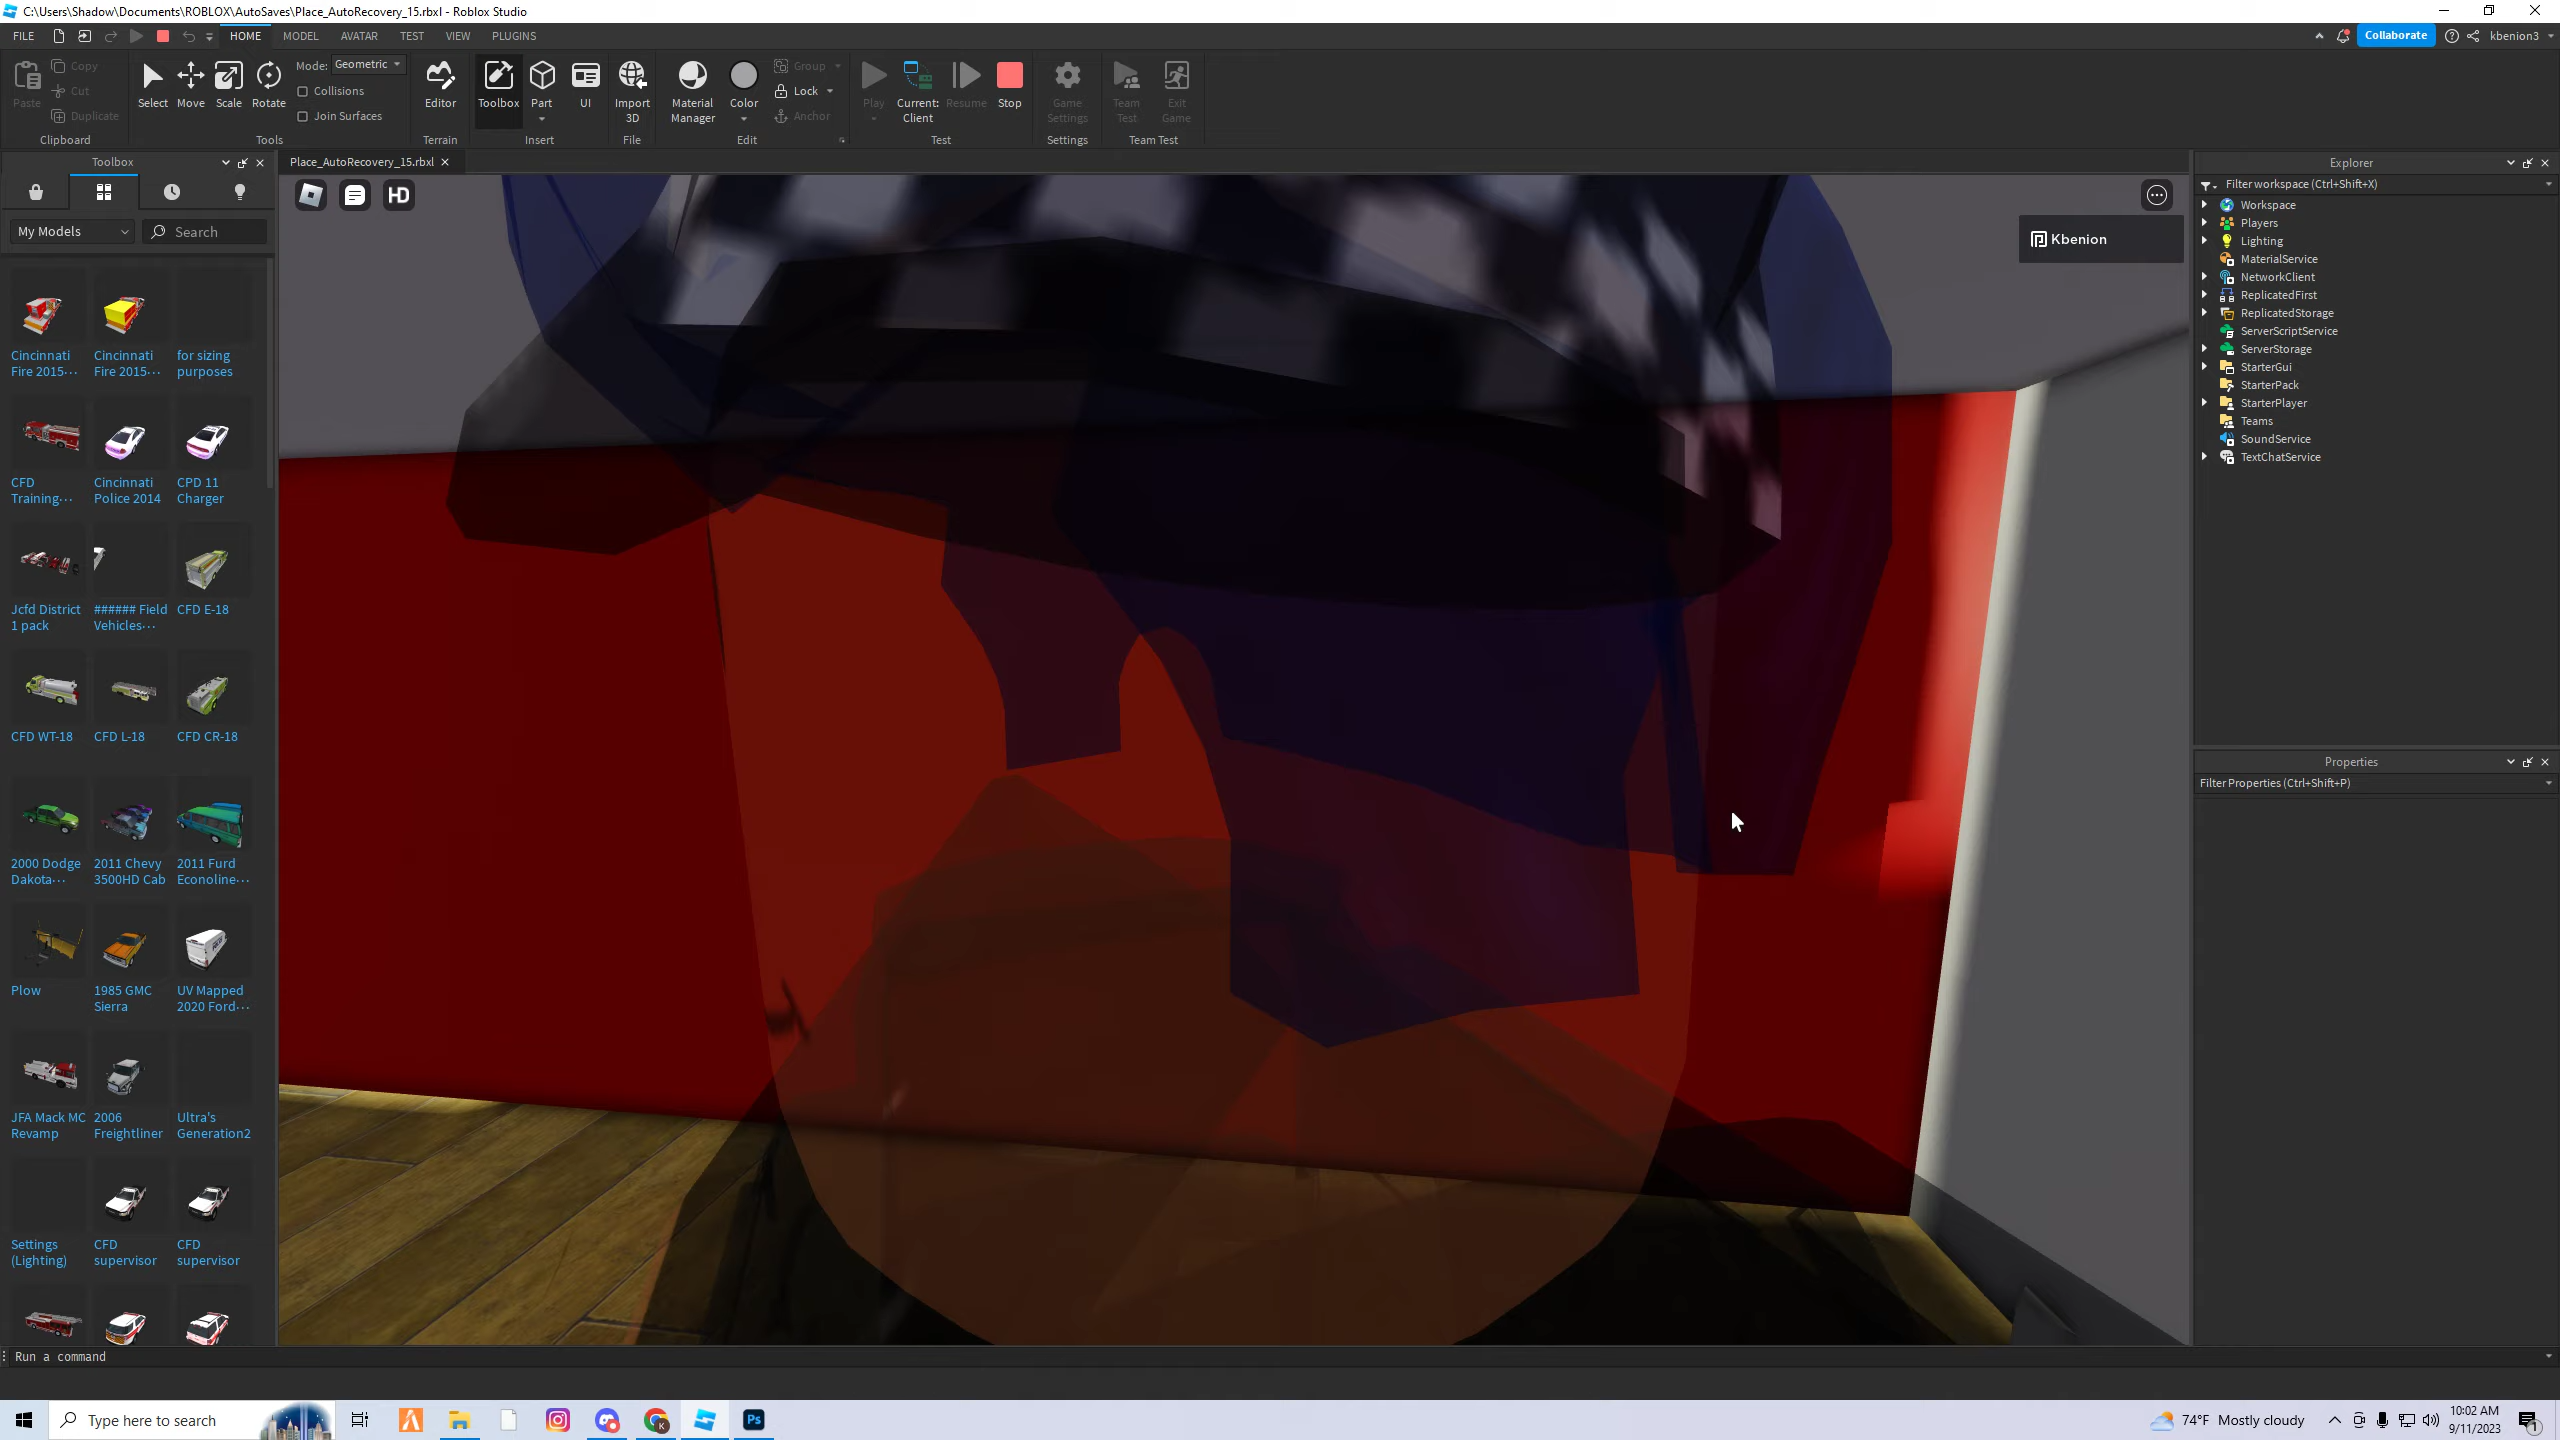 C:\Users\Shadow\Documents\ROBLOX\AutoSaves\Place_AutoRecovery_15.rbxl - Roblox Studio
FILE HOME MODEL AVATAR TEST VIEW PLUGINS Collaborate kbenion3
Paste Copy Cut Duplicate Clipboard
Select Move Scale Rotate Mode: Geometric Collisions Join Surfaces Tools
Editor Terrain
Toolbox Part UI Insert
Import 3D File
Material Manager Color Group Lock Anchor Edit
Play Current: Client Resume Stop Test
Game Settings Settings
Team Test Exit Game Team Test
Toolbox
Place_AutoRecovery_15.rbxl
HD
Kbenion
My Models
Search
Cincinnati Fire 2015...
Cincinnati Fire 2015...
for sizing purposes
CFD Training...
Cincinnati Police 2014
CPD 11 Charger
Jcfd District 1 pack
###### Field Vehicles...
CFD E-18
CFD WT-18
CFD L-18
CFD CR-18
2000 Dodge Dakota...
2011 Chevy 3500HD Cab
2011 Furd Econoline...
Plow
1985 GMC Sierra
UV Mapped 2020 Ford...
JFA Mack MC Revamp
2006 Freightliner
Ultra's Generation2
Settings (Lighting)
CFD supervisor
CFD supervisor
Explorer
Filter workspace (Ctrl+Shift+X)
Workspace
Players
Lighting
MaterialService
NetworkClient
ReplicatedFirst
ReplicatedStorage
ServerScriptService
ServerStorage
StarterGui
StarterPack
StarterPlayer
Teams
SoundService
TextChatService
Properties
Filter Properties (Ctrl+Shift+P)
Run a command
Type here to search
Ps
74°F Mostly cloudy
10:02 AM
9/11/2023
1